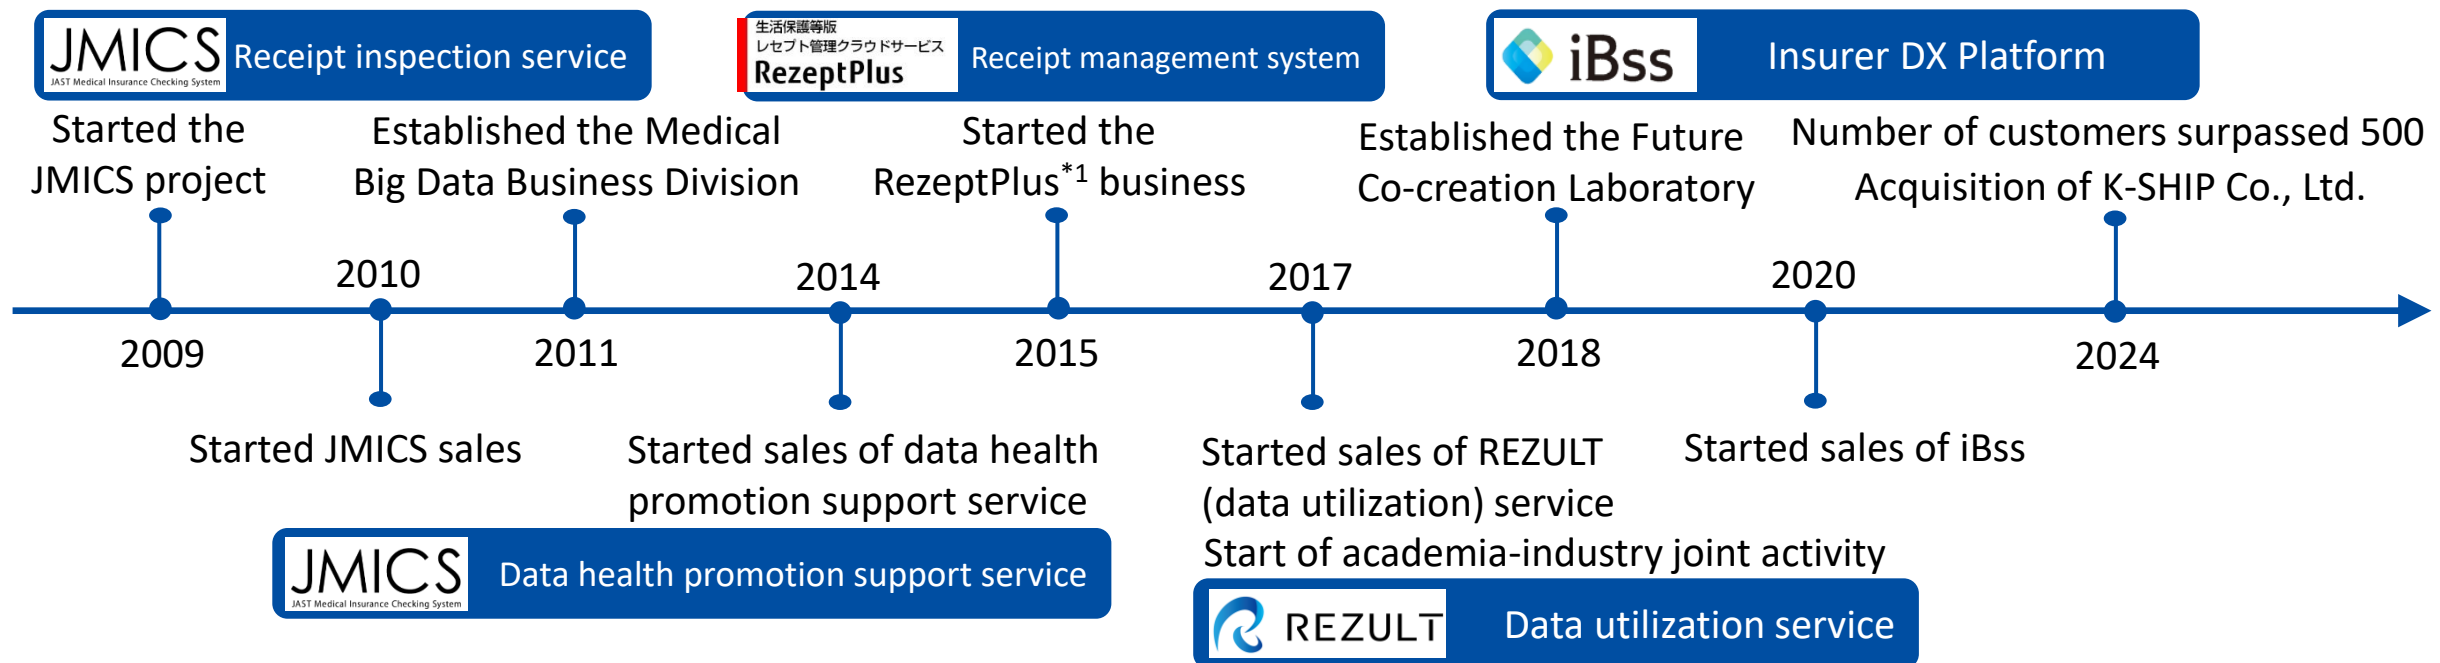 JMICS
JAST Medical Insurance Checking System
Receipt inspection service
生活保護等版
レセプト管理クラウドサービス
RezeptPlus
Receipt management system
iBss
Insurer DX Platform
Started the
JMICS project
Established the Medical
Big Data Business Division
Started the
RezeptPlus*1 business
Established the Future
Co-creation Laboratory
Number of customers surpassed 500
Acquisition of K-SHIP Co., Ltd.
2010
2014
2017
2020
2009
2011
2015
2018
2024
Started JMICS sales
Started sales of data health
promotion support service
Started sales of REZULT
(data utilization) service
Start of academia-industry joint activity
Started sales of iBss
JMICS
JAST Medical Insurance Checking System
Data health promotion support service
REZULT
Data utilization service